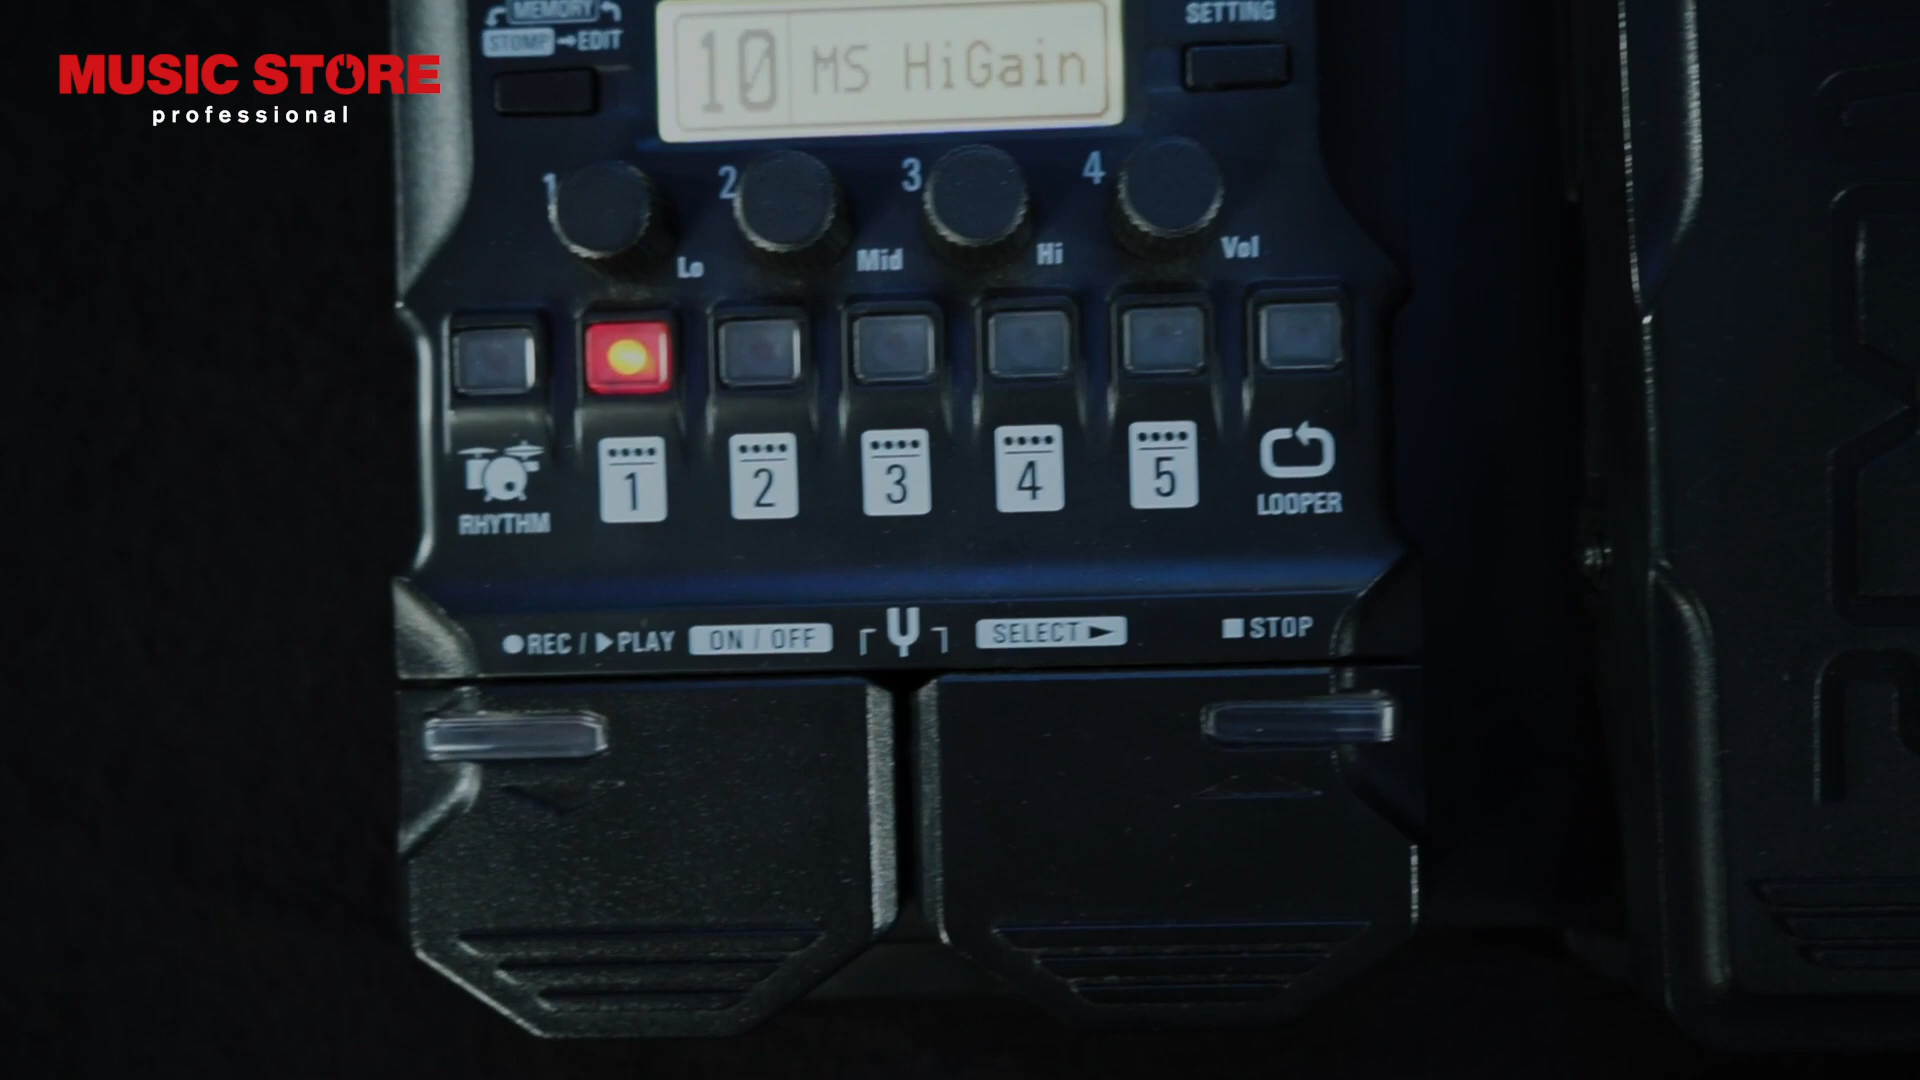 MUSIC STORE
professional
MEMORY
STOMP → EDIT
SETTING
10 MS HiGain
1 2 3 4
Lo Mid Hi Vol
1 2 3 4 5
RHYTHM LOOPER
●REC / ▶PLAY ON / OFF SELECT ▶ ■STOP